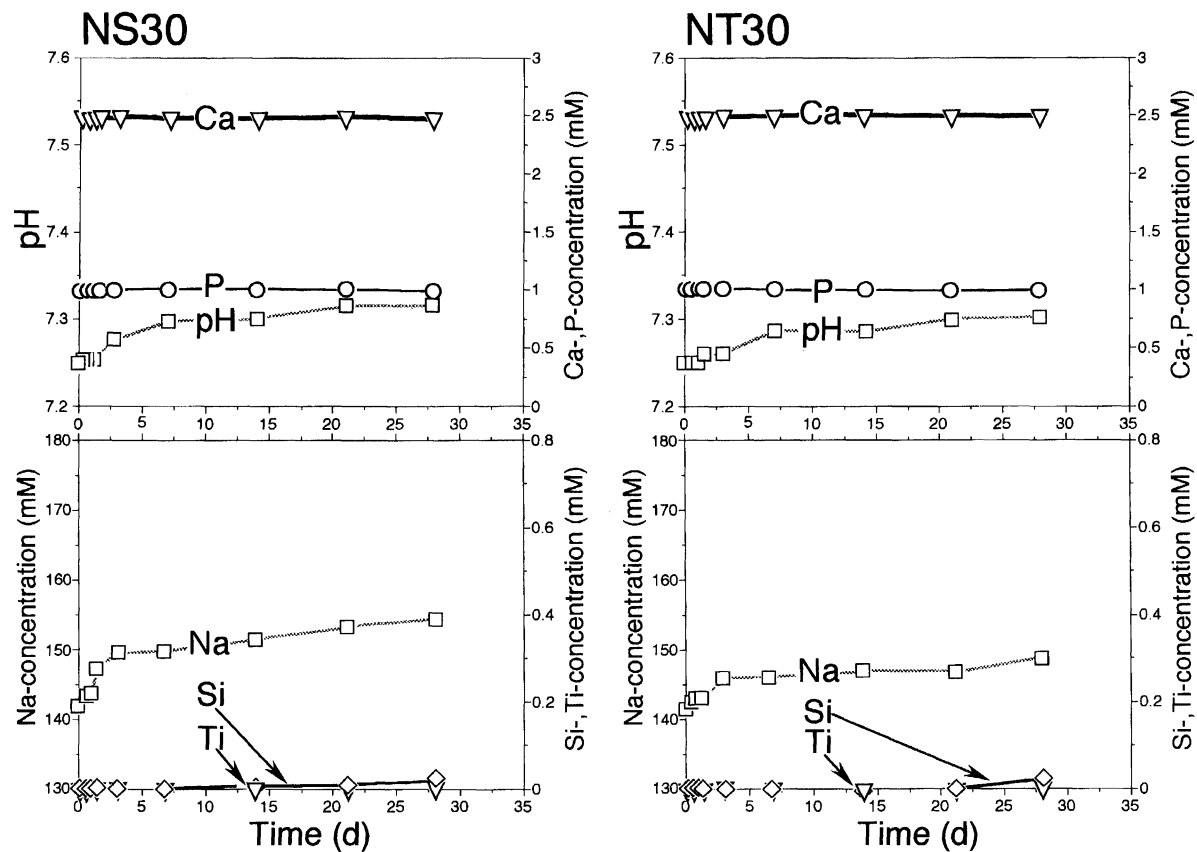 NS30
7.6
7.5
7.4
7.3
7.2
pH
3
2.5
2
1.5
1
0.5
0
Ca-,P-concentration (mM)
Ca
P
pH
0 5 10 15 20 25 30 35
180
170
160
150
140
130
Na-concentration (mM)
0.8
0.6
0.4
0.2
0
Si-,Ti-concentration (mM)
Na
Si
Ti
0 5 10 15 20 25 30 35
Time (d)
NT30
7.6
7.5
7.4
7.3
7.2
pH
3
2.5
2
1.5
1
0.5
0
Ca-,P-concentration (mM)
Ca
P
pH
0 5 10 15 20 25 30 35
180
170
160
150
140
130
Na-concentration (mM)
0.8
0.6
0.4
0.2
0
Si-,Ti-concentration (mM)
Na
Si
Ti
0 5 10 15 20 25 30 35
Time (d)